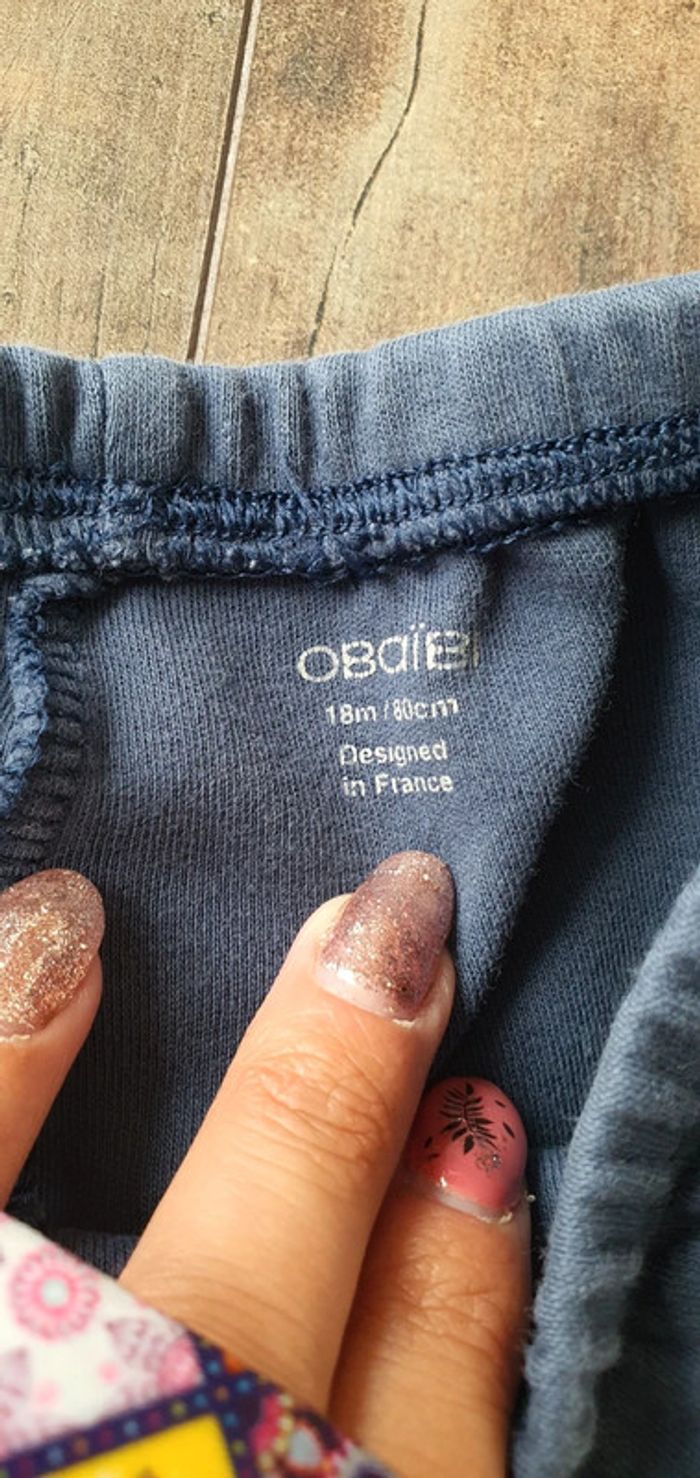 OBaïBI
18m / 80cm
Designed
in France